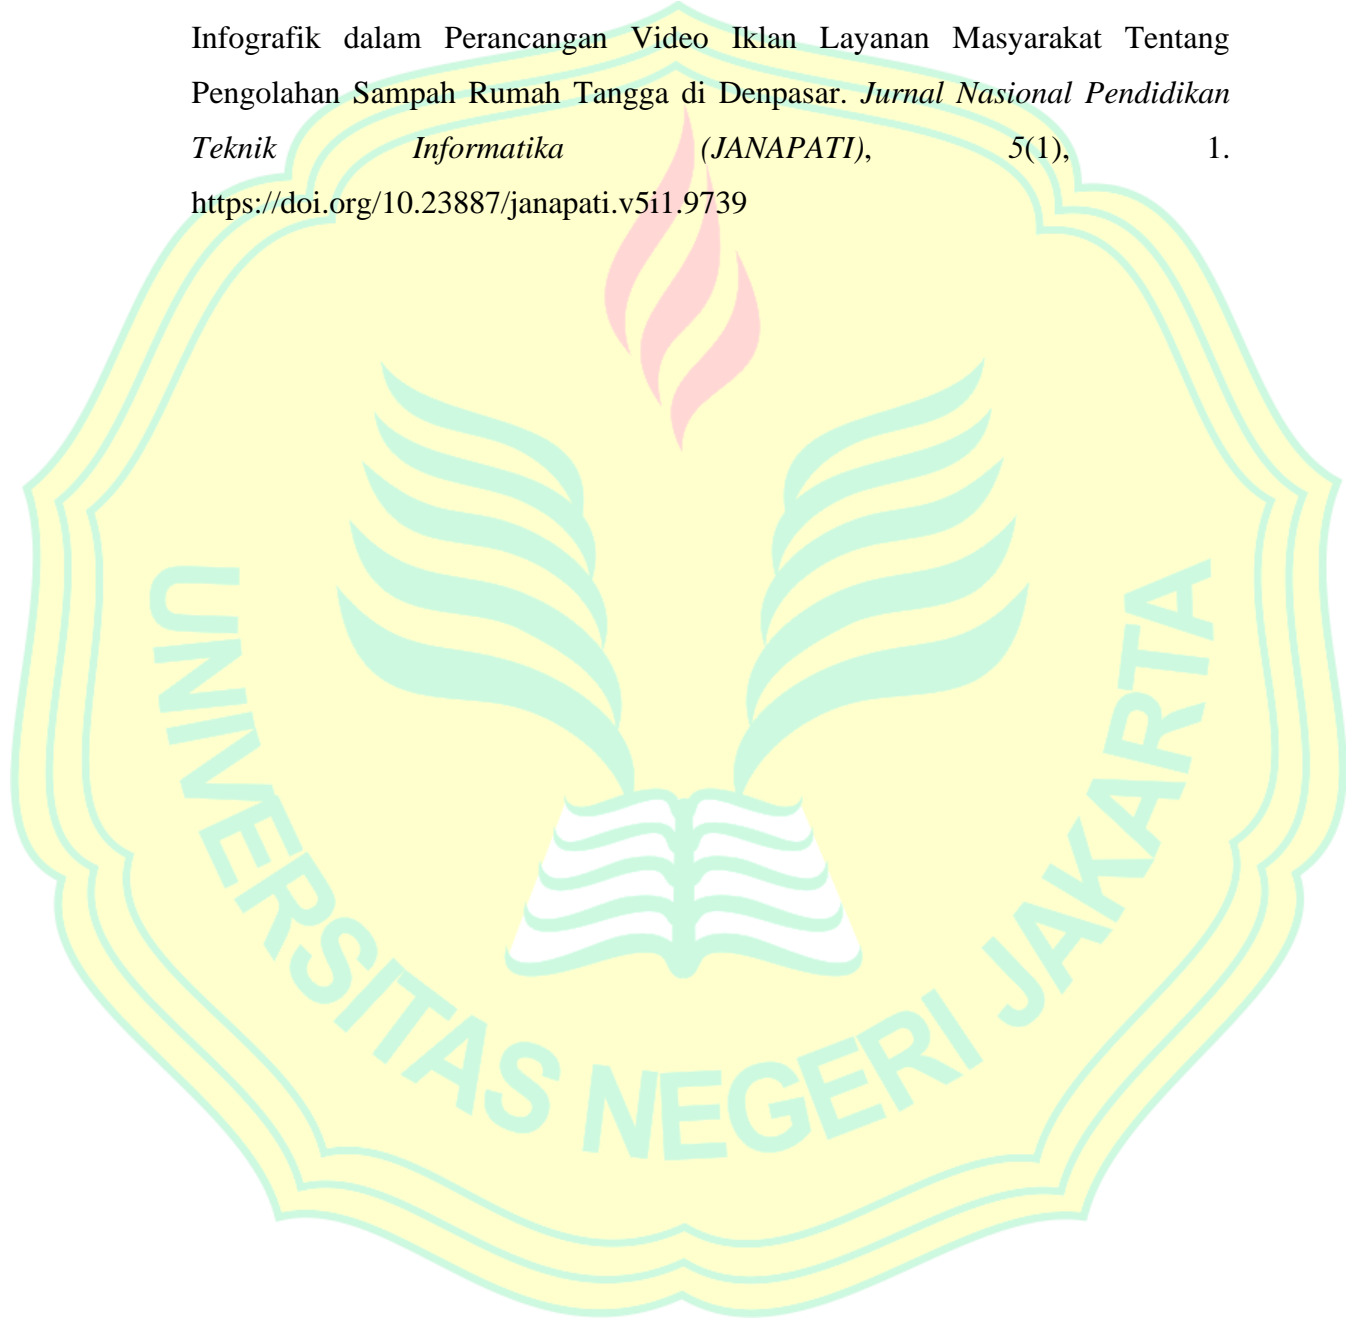 Infografik dalam Perancangan Video Iklan Layanan Masyarakat Tentang
Pengolahan Sampah Rumah Tangga di Denpasar. Jurnal Nasional Pendidikan
Teknik Informatika (JANAPATI), 5(1), 1.
https://doi.org/10.23887/janapati.v5i1.9739
UNIVERSITAS NEGERI JAKARTA